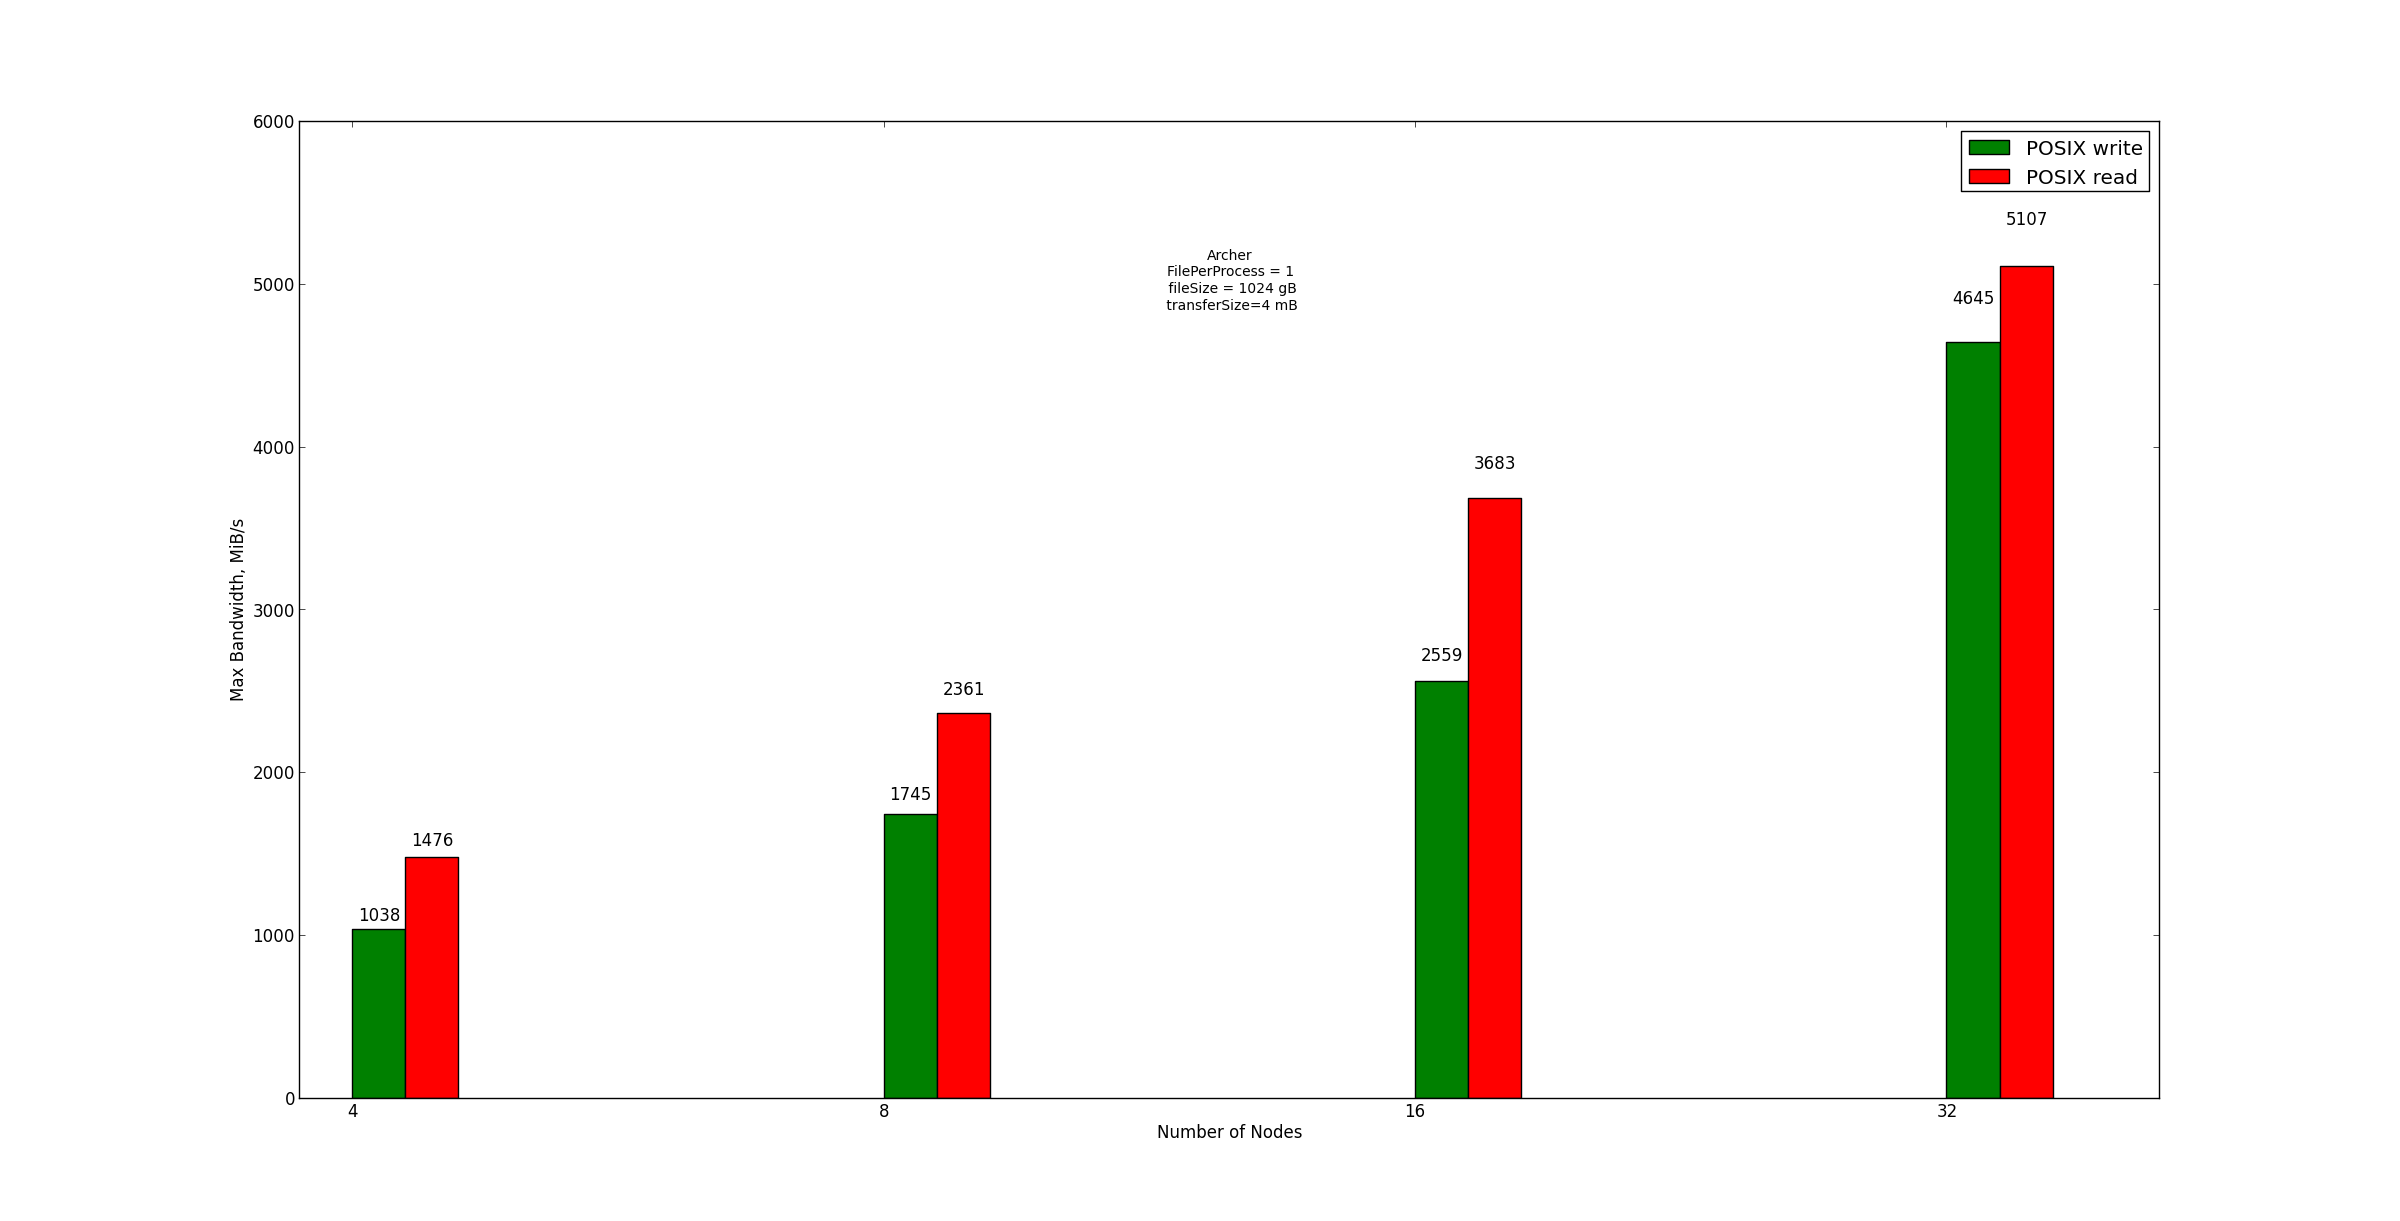 6000
5000
4000
3000
2000
1000
0
Max Bandwidth, MiB/s
POSIX write
POSIX read
Archer
FilePerProcess = 1
fileSize = 1024 gB
transferSize=4 mB
1038
1476
1745
2361
2559
3683
4645
5107
4
8
16
32
Number of Nodes